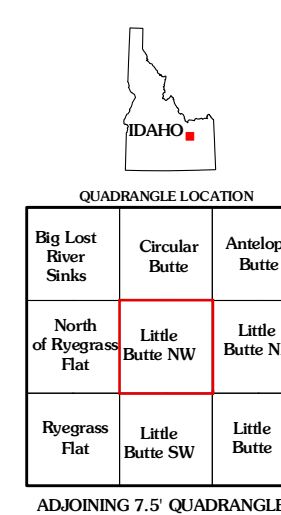 IDAHO
QUADRANGLE LOCATION
Big Lost
River
Sinks
Circular
Butte
Antelop
Butte
North
of Ryegrass
Flat
Little
Butte NW
Little
Butte N
Ryegrass
Flat
Little
Butte SW
Little
Butte
ADJOINING 7.5' QUADRANGLE